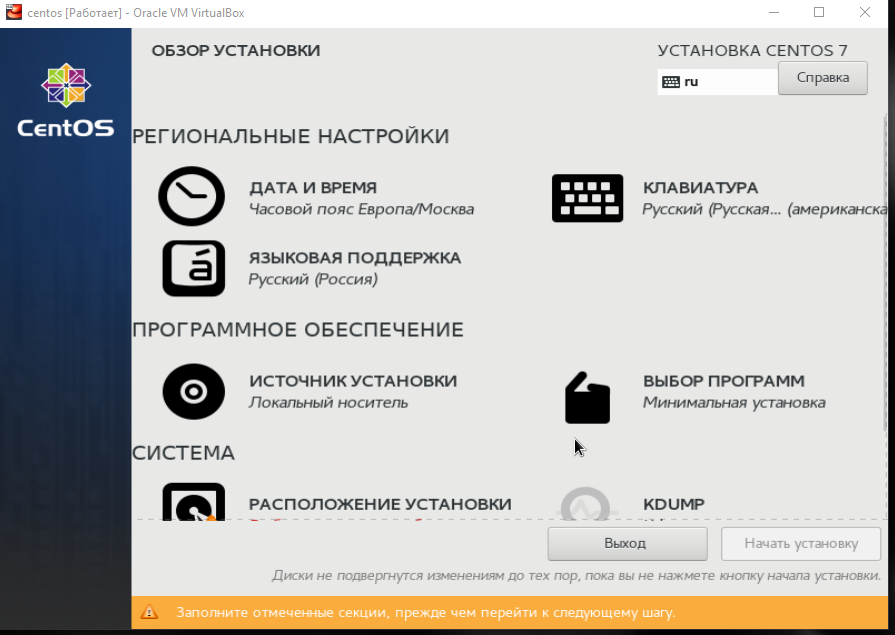 centos [Работает] - Oracle VM VirtualBox
ОБЗОР УСТАНОВКИ
УСТАНОВКА CENTOS 7
ru
Справка
CentOS
РЕГИОНАЛЬНЫЕ НАСТРОЙКИ
ДАТА И ВРЕМЯ
Часовой пояс Европа/Москва
КЛАВИАТУРА
Русский (Русская... (американска
ЯЗЫКОВАЯ ПОДДЕРЖКА
Русский (Россия)
ПРОГРАММНОЕ ОБЕСПЕЧЕНИЕ
ИСТОЧНИК УСТАНОВКИ
Локальный носитель
ВЫБОР ПРОГРАММ
Минимальная установка
СИСТЕМА
РАСПОЛОЖЕНИЕ УСТАНОВКИ
KDUMP
Выход
Начать установку
Диски не подвергнутся изменениям до тех пор, пока вы не нажмете кнопку начала установки.
Заполните отмеченные секции, прежде чем перейти к следующему шагу.